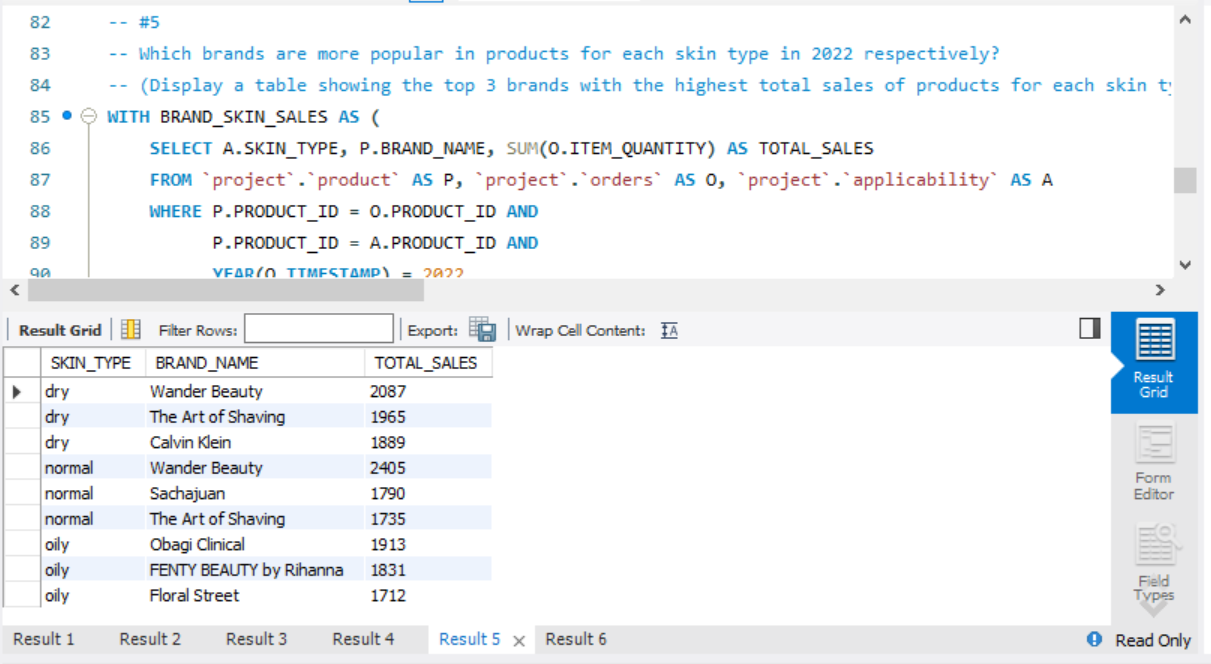 82 -- #5
83 -- Which brands are more popular in products for each skin type in 2022 respectively?
84 -- (Display a table showing the top 3 brands with the highest total sales of products for each skin
85 WITH BRAND_SKIN_SALES AS (
86 SELECT A.SKIN_TYPE, P.BRAND_NAME, SUM(O.ITEM_QUANTITY) AS TOTAL_SALES
87 FROM `project`.`product` AS P, `project`.`orders` AS O, `project`.`applicability` AS A
88 WHERE P.PRODUCT_ID = O.PRODUCT_ID AND
89 P.PRODUCT_ID = A.PRODUCT_ID AND
90 YEAR(O.TIMESTAMP) = 2022
Result Grid Filter Rows: Export: Wrap Cell Content:
SKIN_TYPE BRAND_NAME TOTAL_SALES
dry Wander Beauty 2087
dry The Art of Shaving 1965
dry Calvin Klein 1889
normal Wander Beauty 2405
normal Sachajuan 1790
normal The Art of Shaving 1735
oily Obagi Clinical 1913
oily FENTY BEAUTY by Rihanna 1831
oily Floral Street 1712
Result
Grid
Form
Editor
Field
Types
Result 1 Result 2 Result 3 Result 4 Result 5 Result 6 Read Only